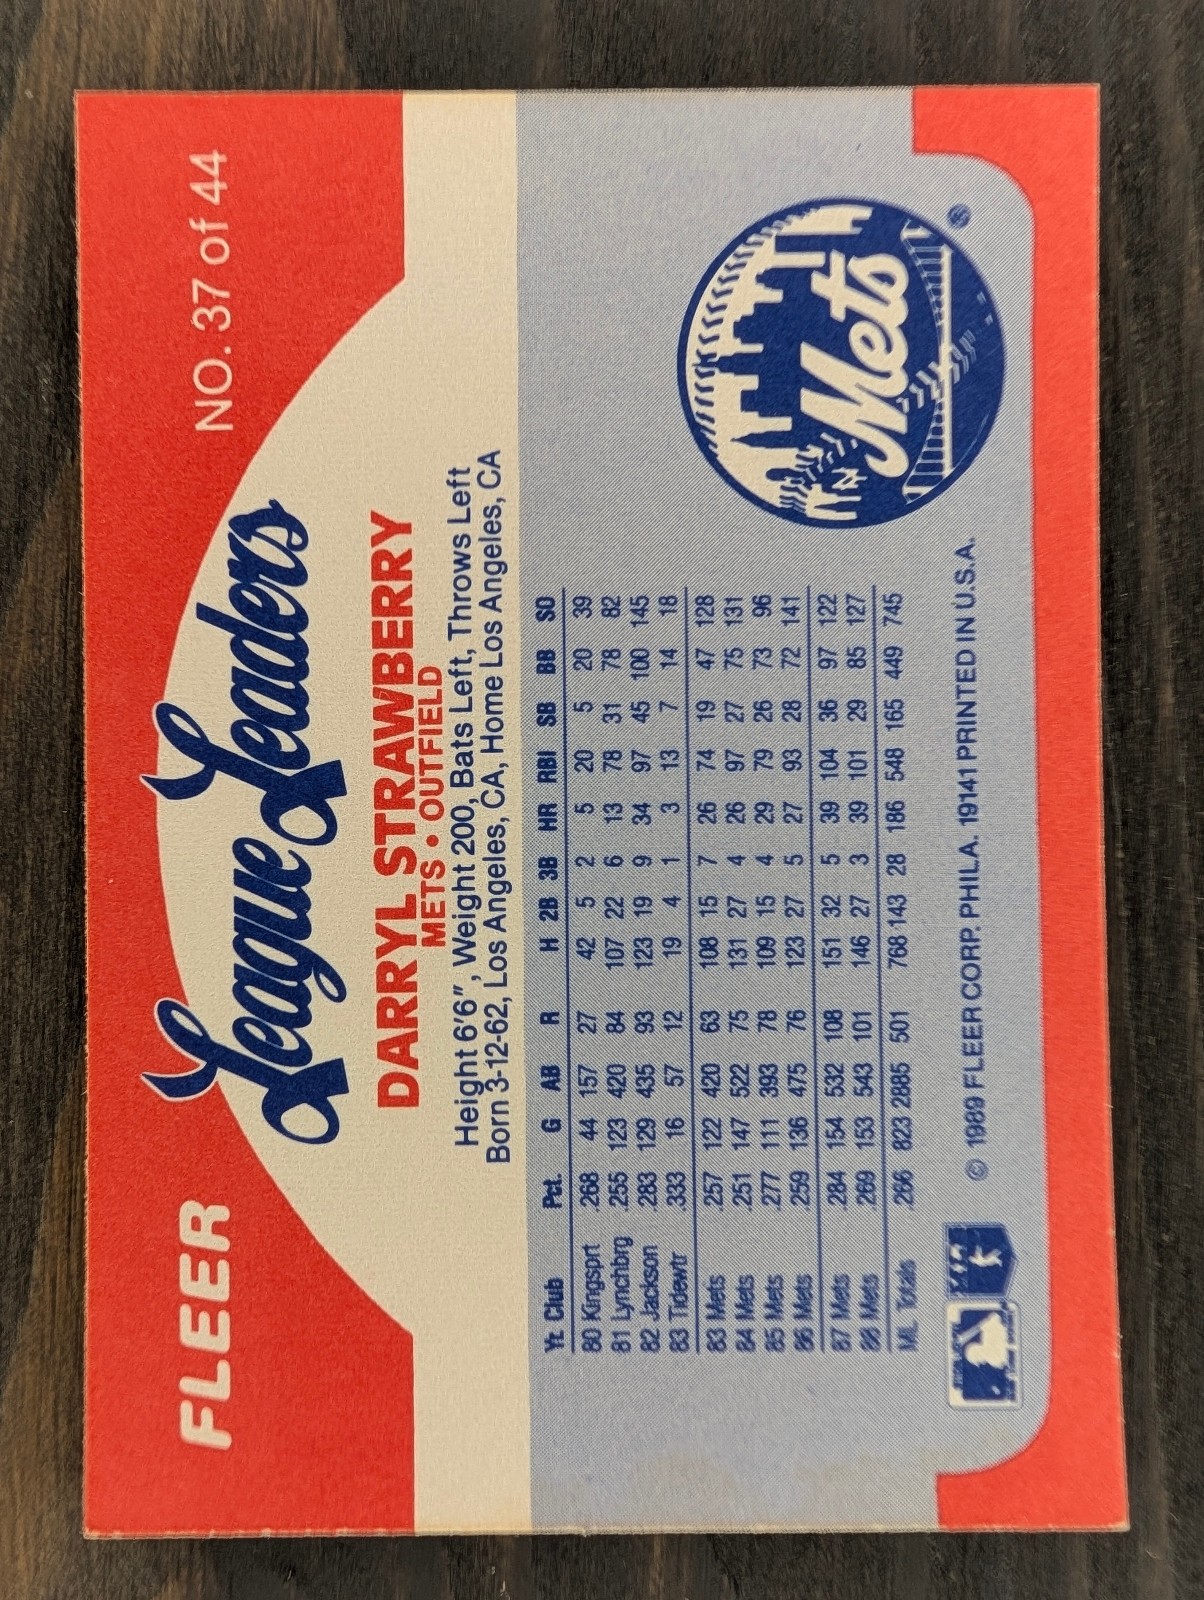 FLEER
League Leaders
NO. 37 of 44
DARRYL STRAWBERRY
METS • OUTFIELD
Height 6'6", Weight 200, Bats Left, Throws Left
Born 3-12-62, Los Angeles, CA, Home Los Angeles, CA
Yr. Club Pct. G AB R H 2B 3B HR RBI SB BB SO
80 Kingsprt .268 44 157 27 42 5 2 5 20 5 20 39
81 Lynchbrg .255 123 420 84 107 22 6 13 78 31 78 82
82 Jackson .283 129 435 93 123 19 9 34 97 45 100 145
83 Tidewtr .333 16 57 12 19 4 1 3 13 7 14 18
83 Mets .257 122 420 63 108 15 7 26 74 19 47 128
84 Mets .251 147 522 75 131 27 4 26 97 27 75 131
85 Mets .277 111 393 78 109 15 4 29 79 26 73 96
86 Mets .259 136 475 76 123 27 5 27 93 28 72 141
87 Mets .284 154 532 108 151 32 5 39 104 36 97 122
88 Mets .269 153 543 101 146 27 3 39 101 29 85 127
ML Totals .266 823 2885 501 768 143 28 186 548 165 449 745
NY
Mets
®
© 1989 FLEER CORP. PHILA. 19141 PRINTED IN U.S.A.